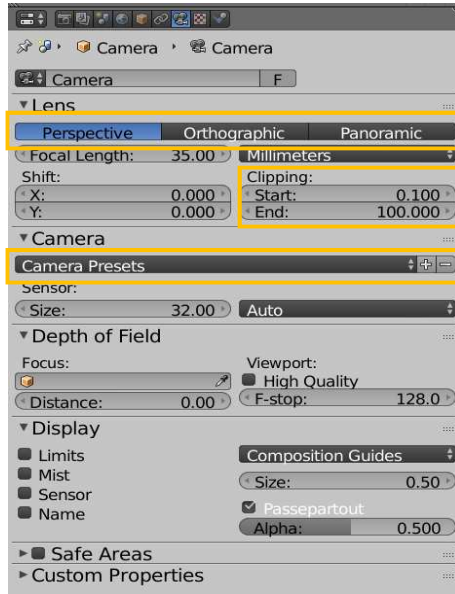 Camera Camera
Camera F
Lens
Perspective Orthographic Panoramic
Focal Length: 35.00 Millimeters
Shift: Clipping:
X: 0.000 Start: 0.100
Y: 0.000 End: 100.000
Camera
Camera Presets
Sensor:
Size: 32.00 Auto
Depth of Field
Focus: Viewport:
High Quality
Distance: 0.00 F-stop: 128.0
Display
Limits Composition Guides
Mist Size: 0.50
Sensor
Name Passepartout
Alpha: 0.500
Safe Areas
Custom Properties